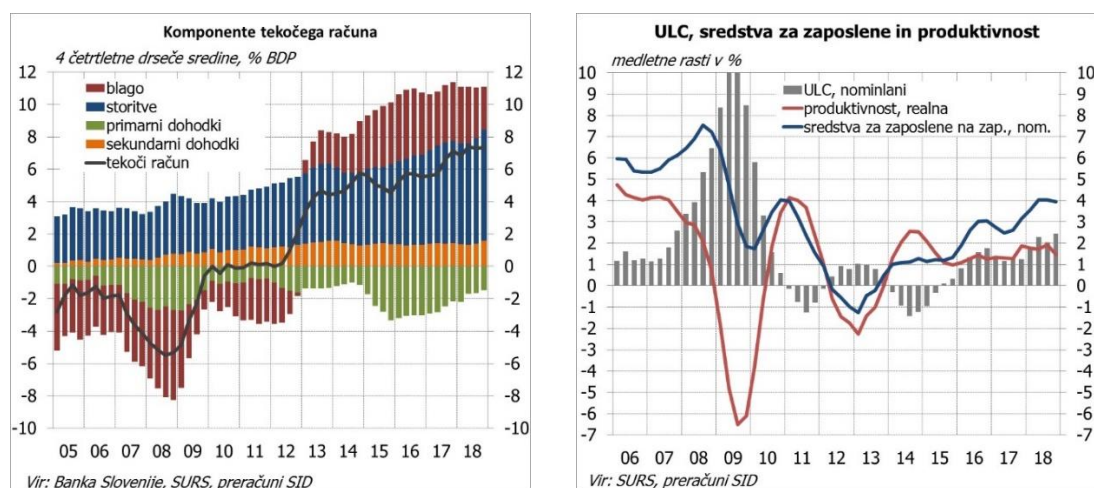 Komponente tekočega računa
4 četrtletne drseče sredine, % BDP
12 12
10 10
8 8
6 6
4 4
2 2
0 0
-2 -2
-4 -4
-6 -6
-8 -8
-10 -10
blago
storitve
primarni dohodki
sekundarni dohodki
tekoči račun
05 06 07 08 09 10 11 12 13 14 15 16 17 18
Vir: Banka Slovenije, SURS, preračuni SID
ULC, sredstva za zaposlene in produktivnost
medletne rasti v %
10 10
9 9
8 8
7 7
6 6
5 5
4 4
3 3
2 2
1 1
0 0
-1 -1
-2 -2
-3 -3
-4 -4
-5 -5
-6 -6
-7 -7
ULC, nominlani
produktivnost, realna
sredstva za zaposlene na zap., nom.
06 07 08 09 10 11 12 13 14 15 16 17 18
Vir: SURS, preračuni SID